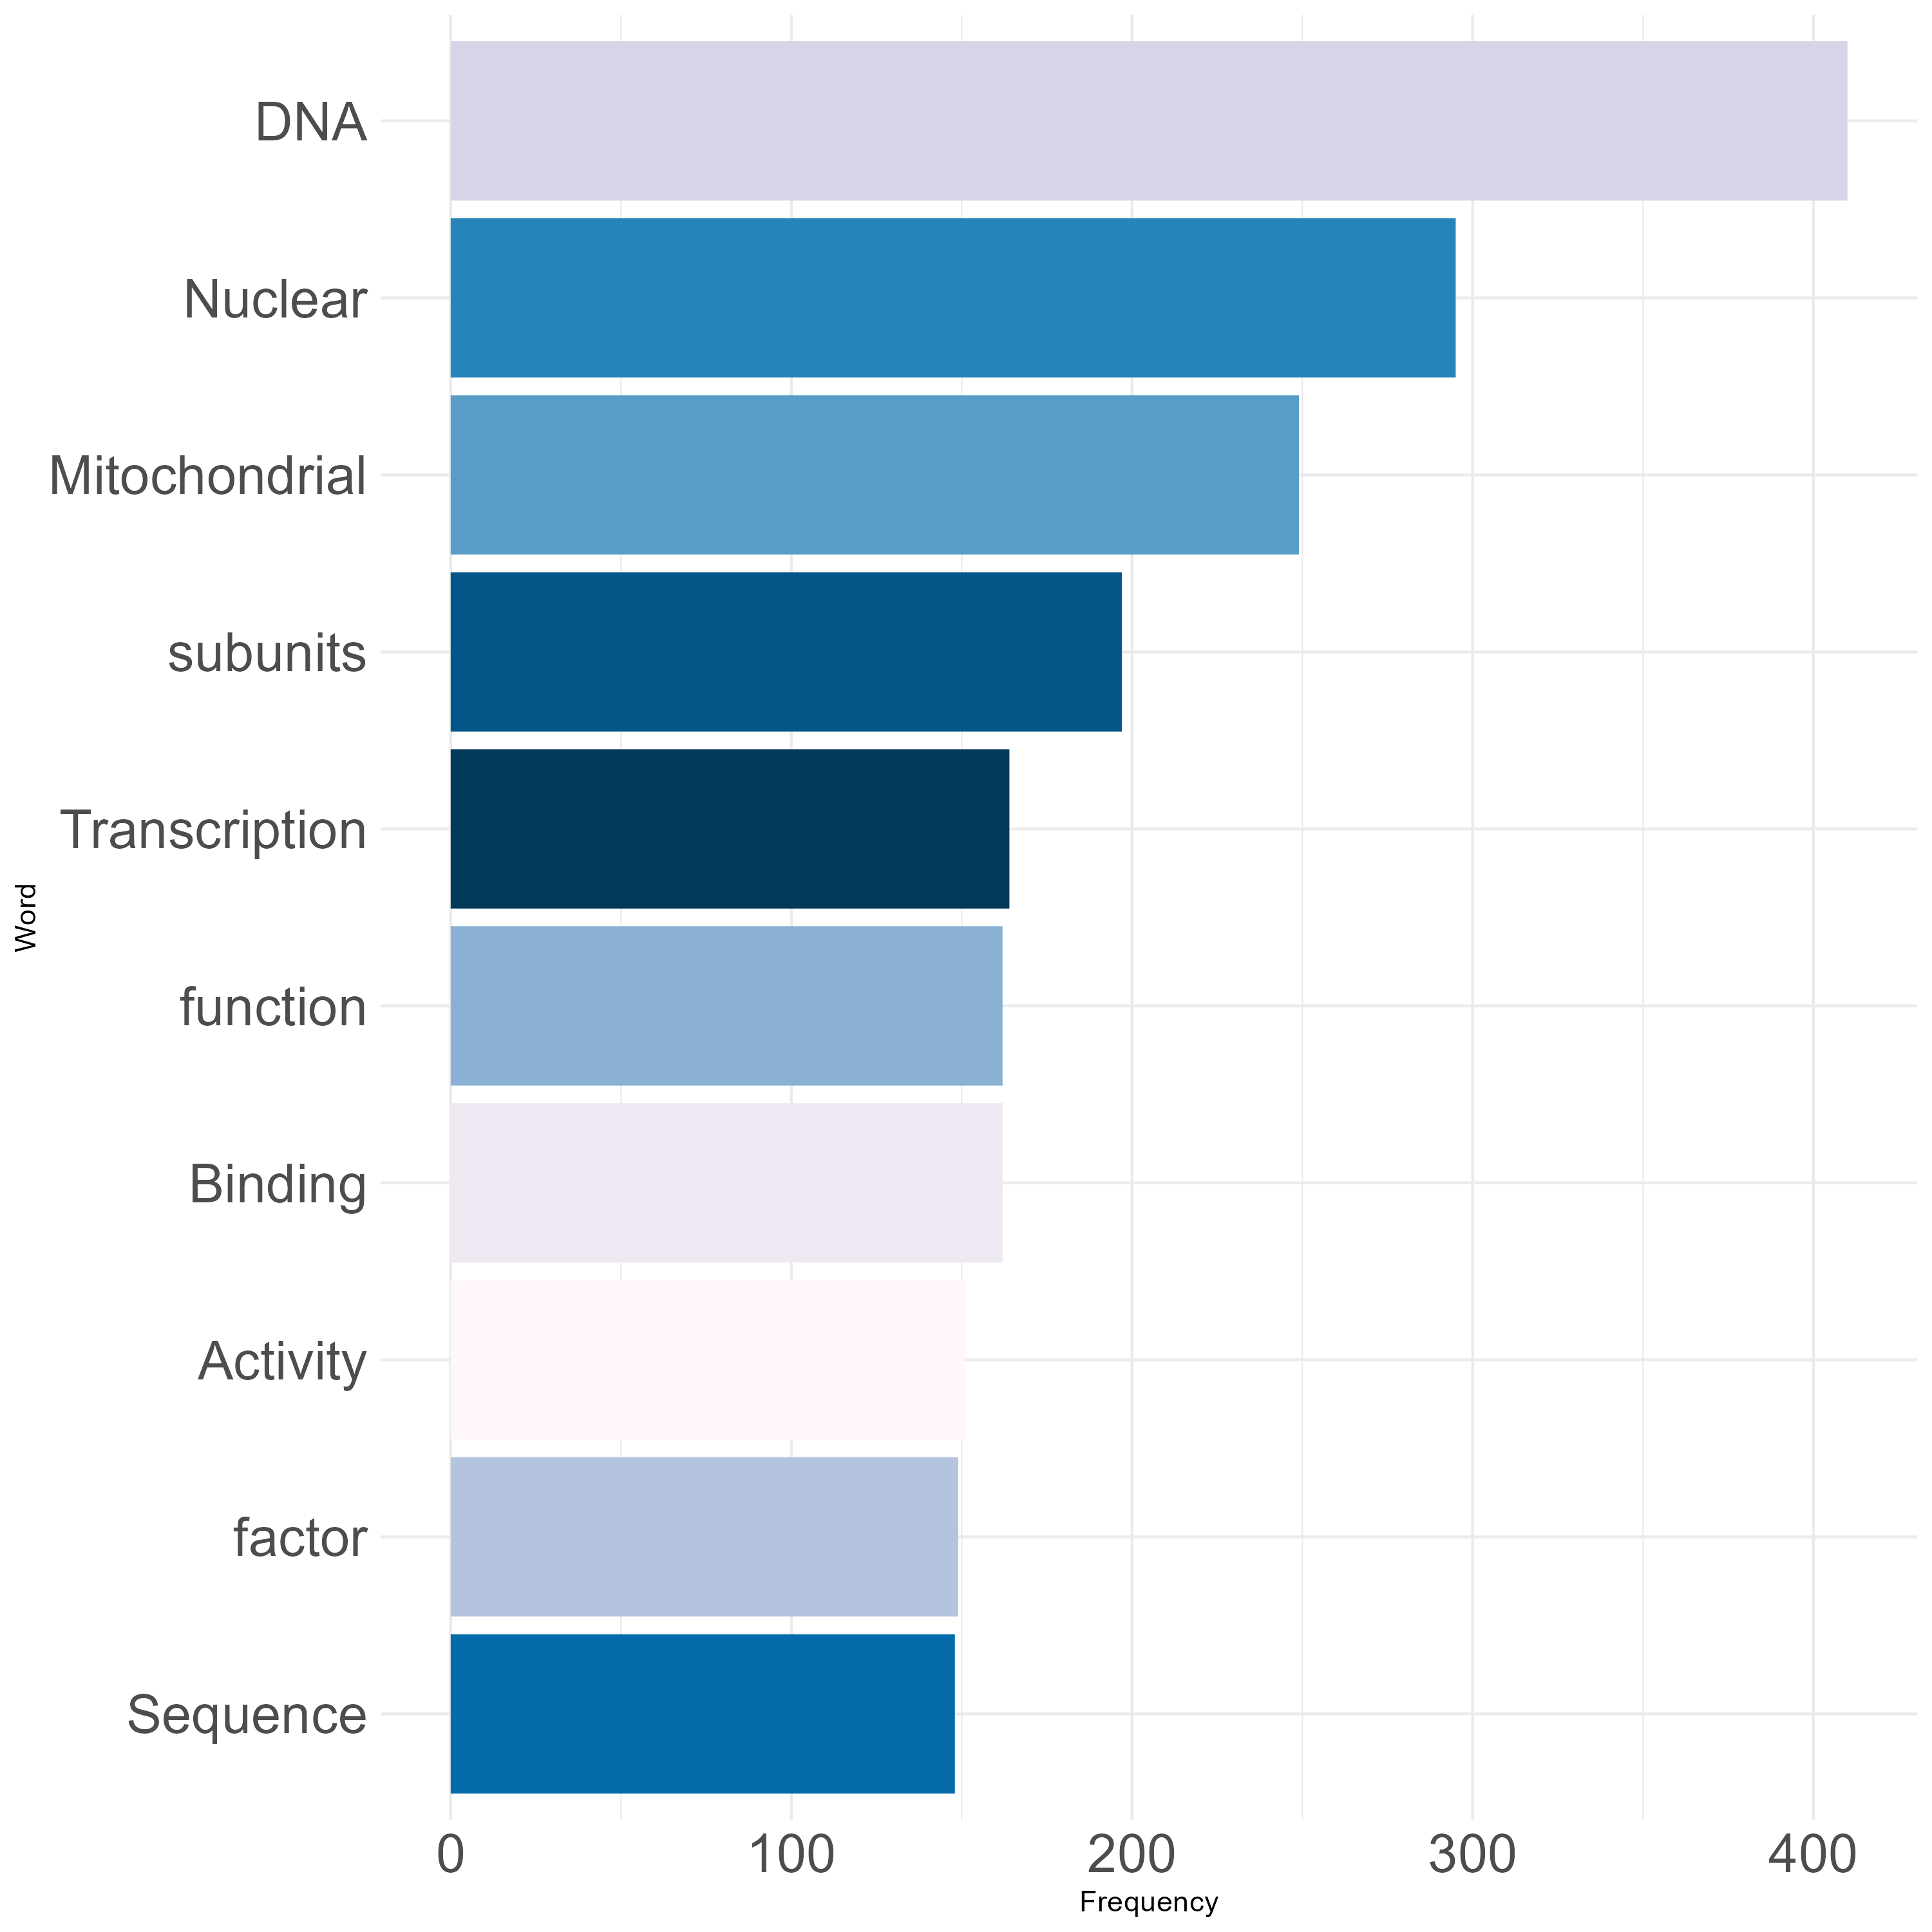 DNA
Nuclear
Mitochondrial
subunits
Transcription
function
Binding
Activity
factor
Sequence
Word
0 100 200 300 400
Frequency